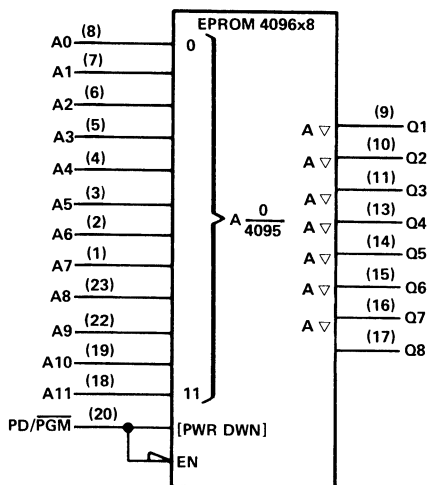 EPROM 4096x8
A0 (8) 0
A1 (7)
A2 (6)
A3 (5)
A4 (4)
A5 (3)
A6 (2)
A7 (1)
A8 (23)
A9 (22)
A10 (19)
A11 (18) 11
A 0/4095
PD/PGM (20) [PWR DWN]
EN
(9)
A ▽ Q1
(10)
A ▽ Q2
(11)
A ▽ Q3
(13)
A ▽ Q4
(14)
A ▽ Q5
(15)
A ▽ Q6
(16)
A ▽ Q7
(17)
Q8